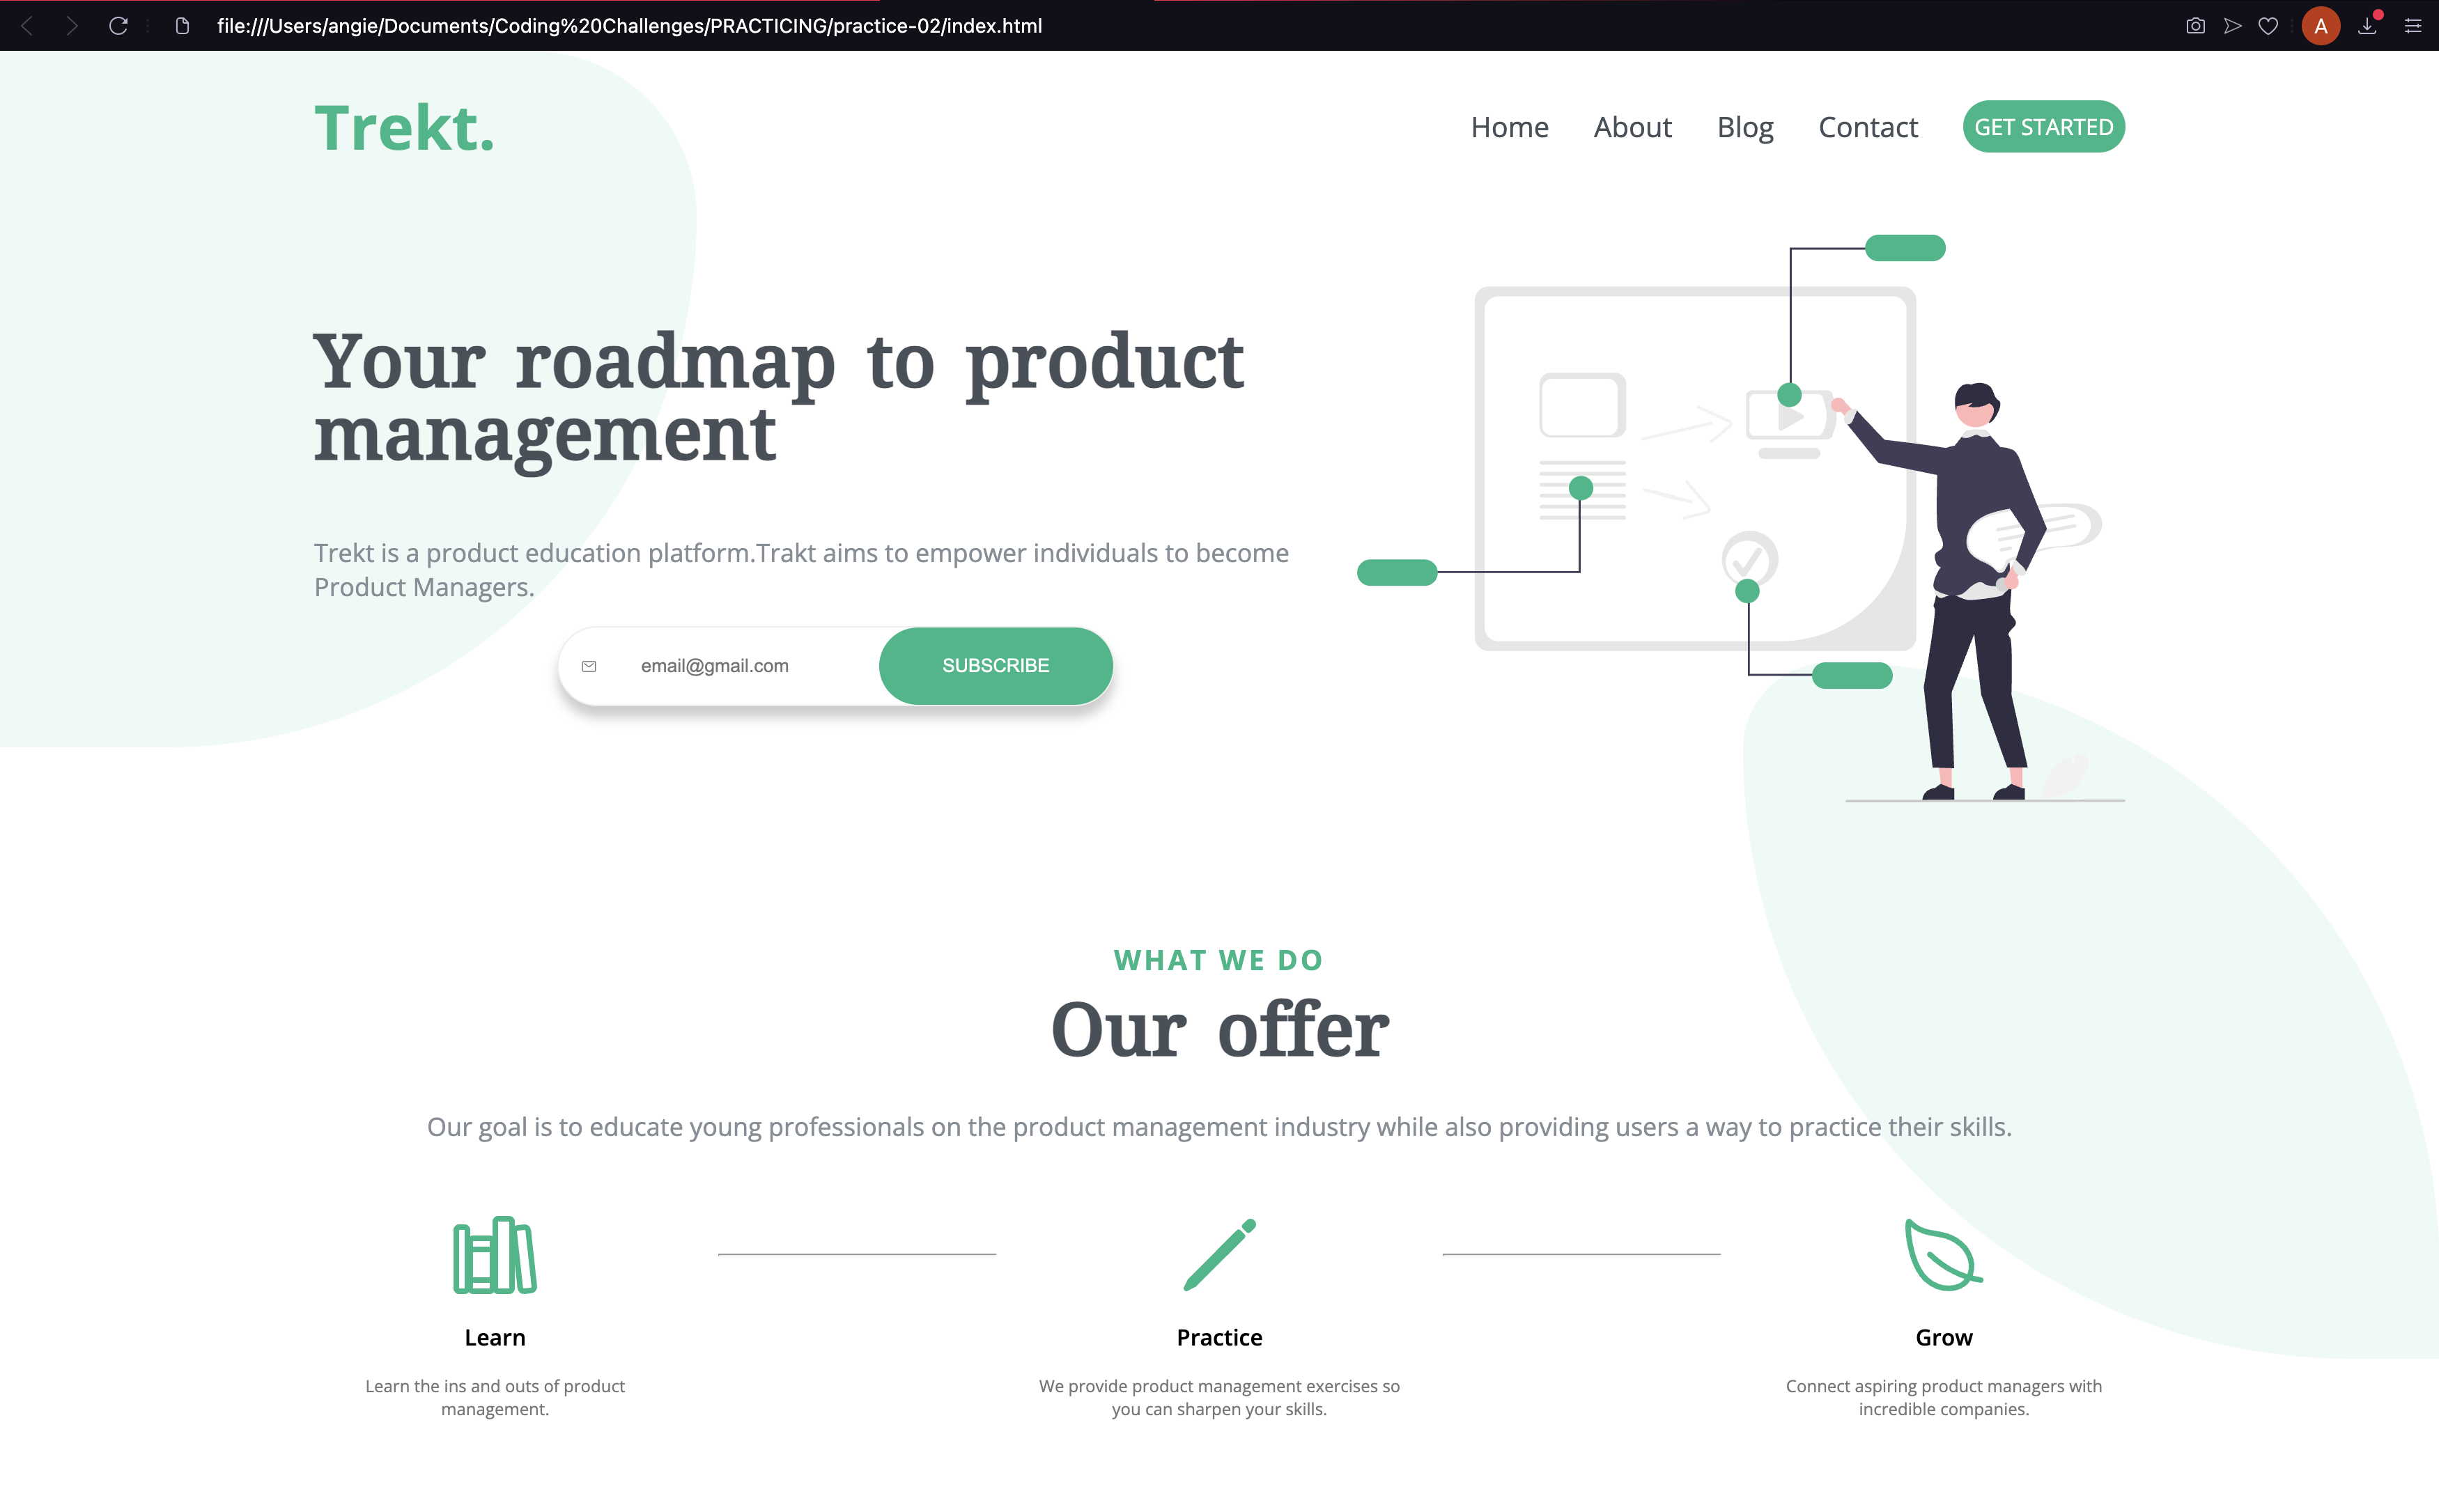 file:///Users/angie/Documents/Coding%20Challenges/PRACTICING/practice-02/index.html
A
Trekt.
Home About Blog Contact GET STARTED
Your roadmap to product
management
Trekt is a product education platform.Trakt aims to empower individuals to become
Product Managers.
email@gmail.com SUBSCRIBE
WHAT WE DO
Our offer
Our goal is to educate young professionals on the product management industry while also providing users a way to practice their skills.
Learn
Learn the ins and outs of product
management.
Practice
We provide product management exercises so
you can sharpen your skills.
Grow
Connect aspiring product managers with
incredible companies.